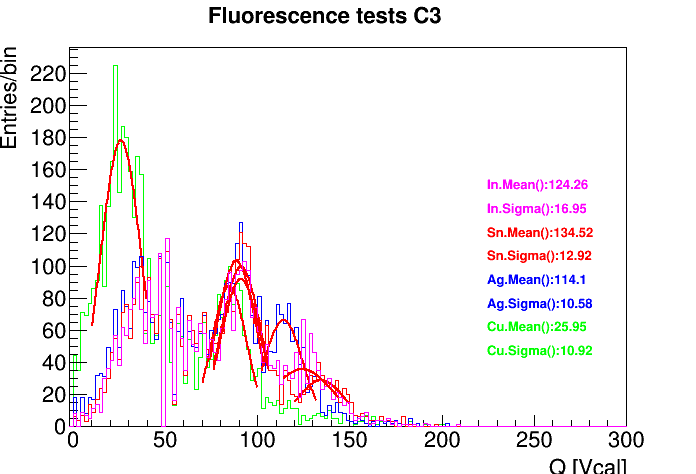 Fluorescence tests C3
Entries/bin
220
200
180
160
140
120
100
80
60
40
20
0
In.Mean():124.26
In.Sigma():16.95
Sn.Mean():134.52
Sn.Sigma():12.92
Ag.Mean():114.1
Ag.Sigma():10.58
Cu.Mean():25.95
Cu.Sigma():10.92
0 50 100 150 200 250 300
Q [Vcal]